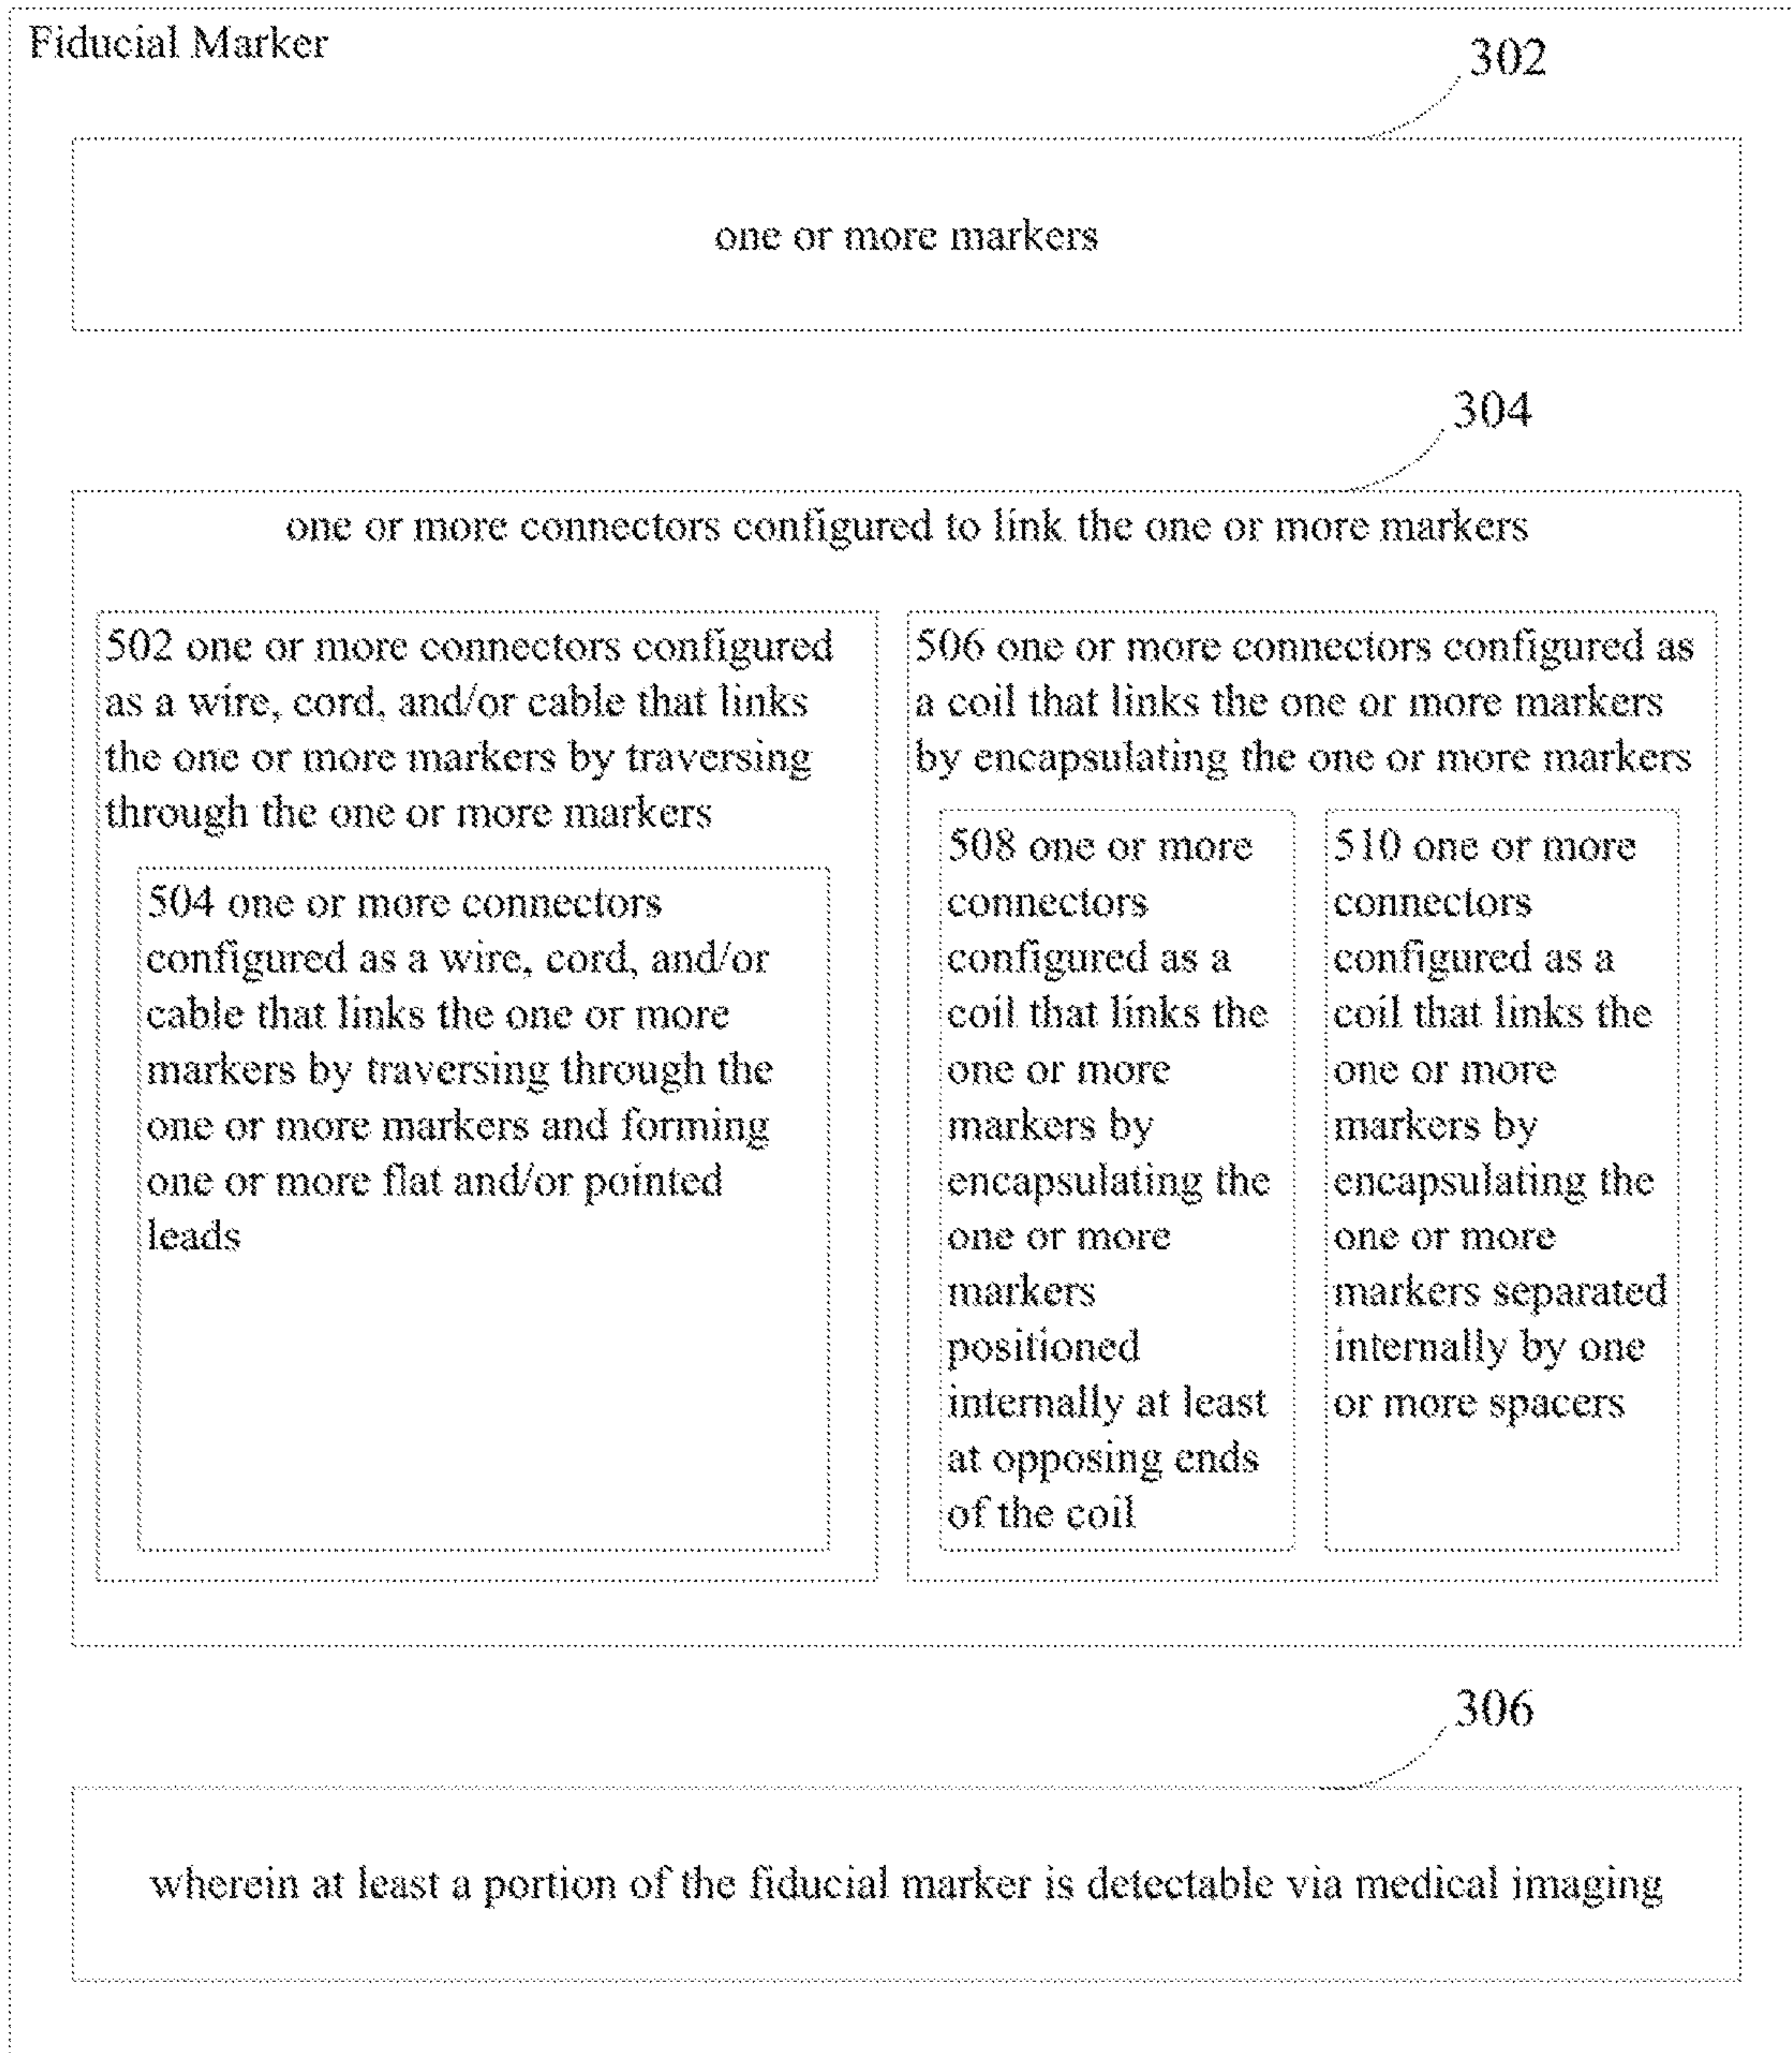 Fiducial Marker
302
one or more markers
304
one or more connectors configured to link the one or more markers
502 one or more connectors configured
as a wire, cord, and/or cable that links
the one or more markers by traversing
through the one or more markers
504 one or more connectors
configured as a wire, cord, and/or
cable that links the one or more
markers by traversing through the
one or more markers and forming
one or more flat and/or pointed
leads
506 one or more connectors configured as
a coil that links the one or more markers
by encapsulating the one or more markers
508 one or more
connectors
configured as a
coil that links the
one or more
markers by
encapsulating the
one or more
markers
positioned
internally at least
at opposing ends
of the coil
510 one or more
connectors
configured as a
coil that links the
one or more
markers by
encapsulating the
one or more
markers separated
internally by one
or more spacers
306
wherein at least a portion of the fiducial marker is detectable via medical imaging